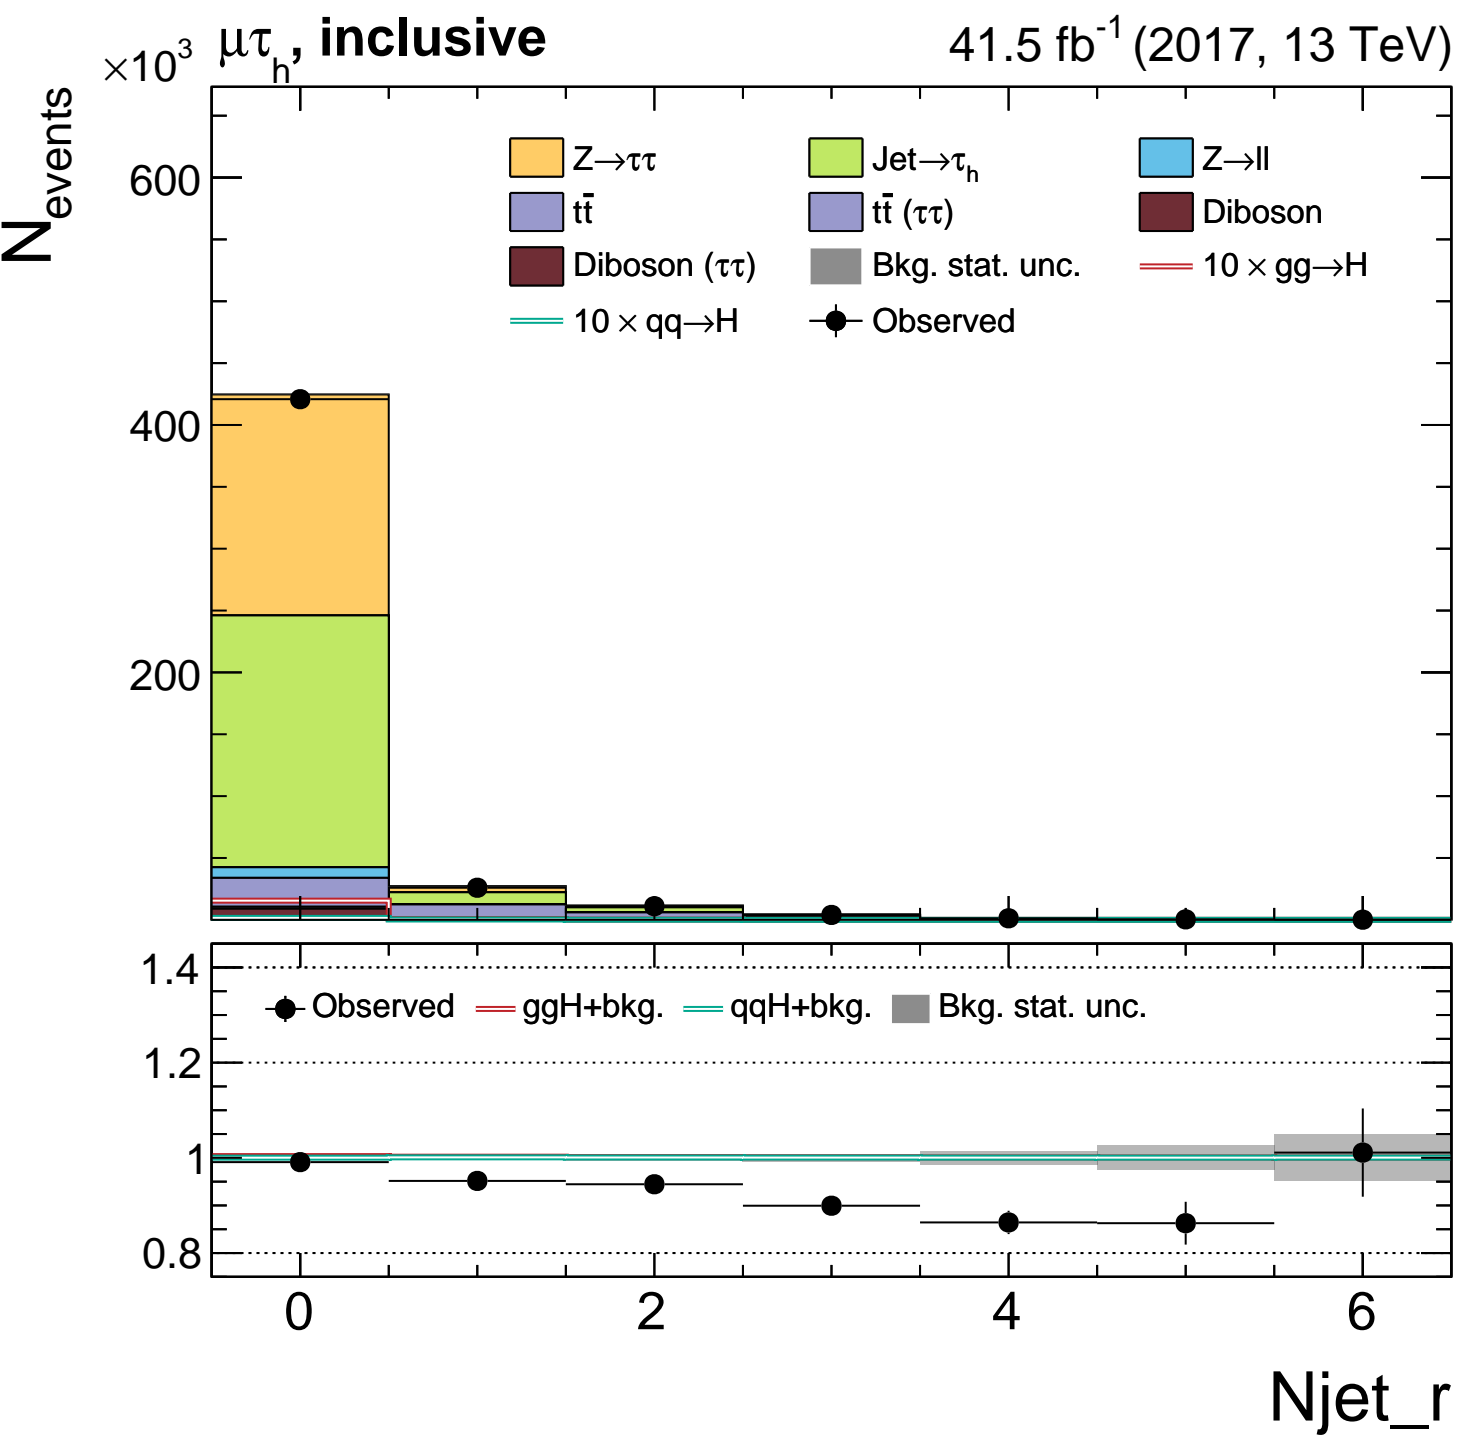 ×10³ μτₕ, inclusive 41.5 fb⁻¹ (2017, 13 TeV)
N_events
600
400
200
Z→ττ Jet→τₕ Z→ll
tt̄ tt̄ (ττ) Diboson
Diboson (ττ) Bkg. stat. unc. 10 × gg→H
10 × qq→H Observed
1.4
1.2
1
0.8
Observed ggH+bkg. qqH+bkg. Bkg. stat. unc.
0 2 4 6
Njet_r